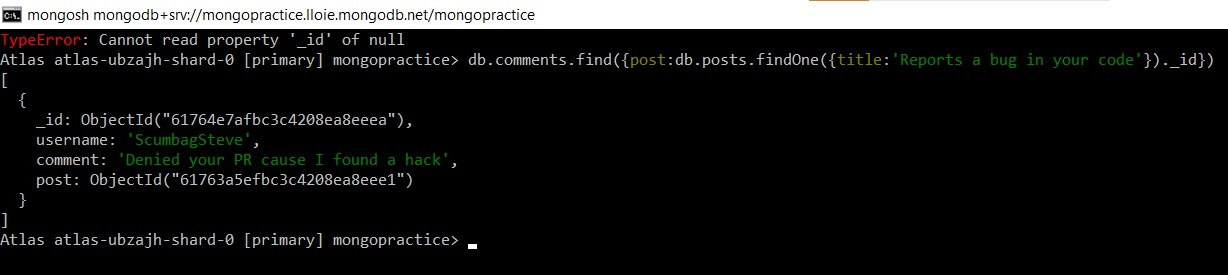 mongosh mongodb+srv://mongopractice.lloie.mongodb.net/mongopractice
TypeError: Cannot read property '_id' of null
Atlas atlas-ubzajh-shard-0 [primary] mongopractice> db.comments.find({post:db.posts.findOne({title:'Reports a bug in your code'})._id})
[
  {
    _id: ObjectId("61764e7afbc3c4208ea8eeea"),
    username: 'ScumbagSteve',
    comment: 'Denied your PR cause I found a hack',
    post: ObjectId("61763a5efbc3c4208ea8eee1")
  }
]
Atlas atlas-ubzajh-shard-0 [primary] mongopractice>